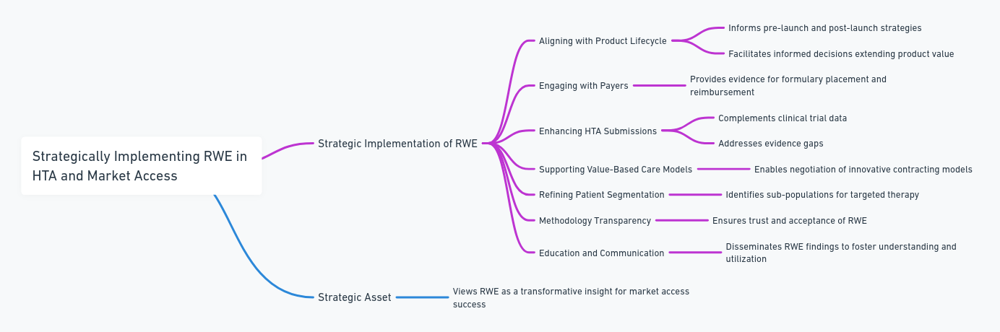 Strategically Implementing RWE in
HTA and Market Access
Strategic Implementation of RWE
Aligning with Product Lifecycle
Informs pre-launch and post-launch strategies
Facilitates informed decisions extending product value
Engaging with Payers
Provides evidence for formulary placement and
reimbursement
Enhancing HTA Submissions
Complements clinical trial data
Addresses evidence gaps
Supporting Value-Based Care Models
Enables negotiation of innovative contracting models
Refining Patient Segmentation
Identifies sub-populations for targeted therapy
Methodology Transparency
Ensures trust and acceptance of RWE
Education and Communication
Disseminates RWE findings to foster understanding and
utilization
Strategic Asset
Views RWE as a transformative insight for market access
success